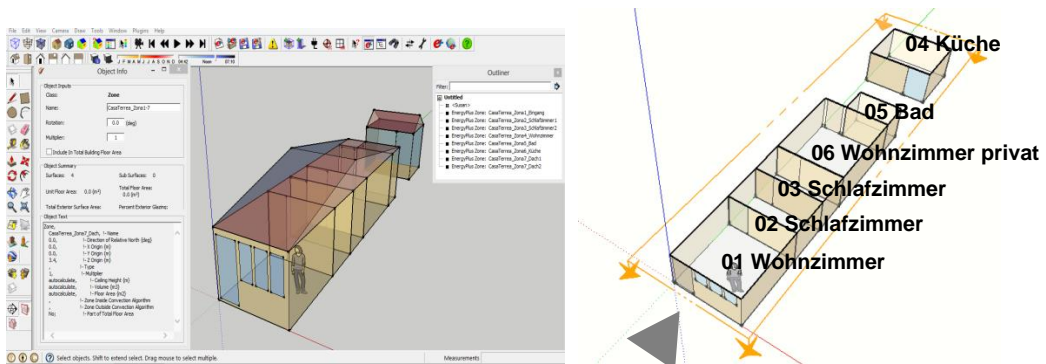 File Edit View Camera Draw Tools Window Plugins Help
J F M A M J J A S O N D
Noon
Object Info
Object Inputs
Class: Zone
Name: CasaTerrea_Zona1-7
Rotation: 0.0 (deg)
Multiplier: 1
Include In Total Building Floor Area
Object Summary
Surfaces: 4 Sub Surfaces: 0
Unit Floor Area: 0.0 (m²) Total Floor Area: 0.0 (m²)
Total Exterior Surface Area: Percent Exterior Glazing:
Object Text
Zone,
CasaTerrea_Zona7_Dach, !- Name
0.0, !- Direction of Relative North {deg}
0.0, !- X Origin {m}
0.0, !- Y Origin {m}
3.4, !- Z Origin {m}
, !- Type
1, !- Multiplier
autocalculate, !- Ceiling Height {m}
autocalculate, !- Volume {m3}
autocalculate, !- Floor Area {m2}
, !- Zone Inside Convection Algorithm
, !- Zone Outside Convection Algorithm
No; !- Part of Total Floor Area
Outliner
Filter:
Untitled
<Susan>
EnergyPlus Zone: CasaTerrea_Zona1_Eingang
EnergyPlus Zone: CasaTerrea_Zona2_Schlafzimmer1
EnergyPlus Zone: CasaTerrea_Zona3_Schlafzimmer2
EnergyPlus Zone: CasaTerrea_Zona4_Wohnzimmer
EnergyPlus Zone: CasaTerrea_Zona5_Bad
EnergyPlus Zone: CasaTerrea_Zona6_Küche
EnergyPlus Zone: CasaTerrea_Zona7_Dach1
EnergyPlus Zone: CasaTerrea_Zona7_Dach2
Select objects. Shift to extend select. Drag mouse to select multiple.
Measurements
04 Küche
05 Bad
06 Wohnzimmer privat
03 Schlafzimmer
02 Schlafzimmer
01 Wohnzimmer